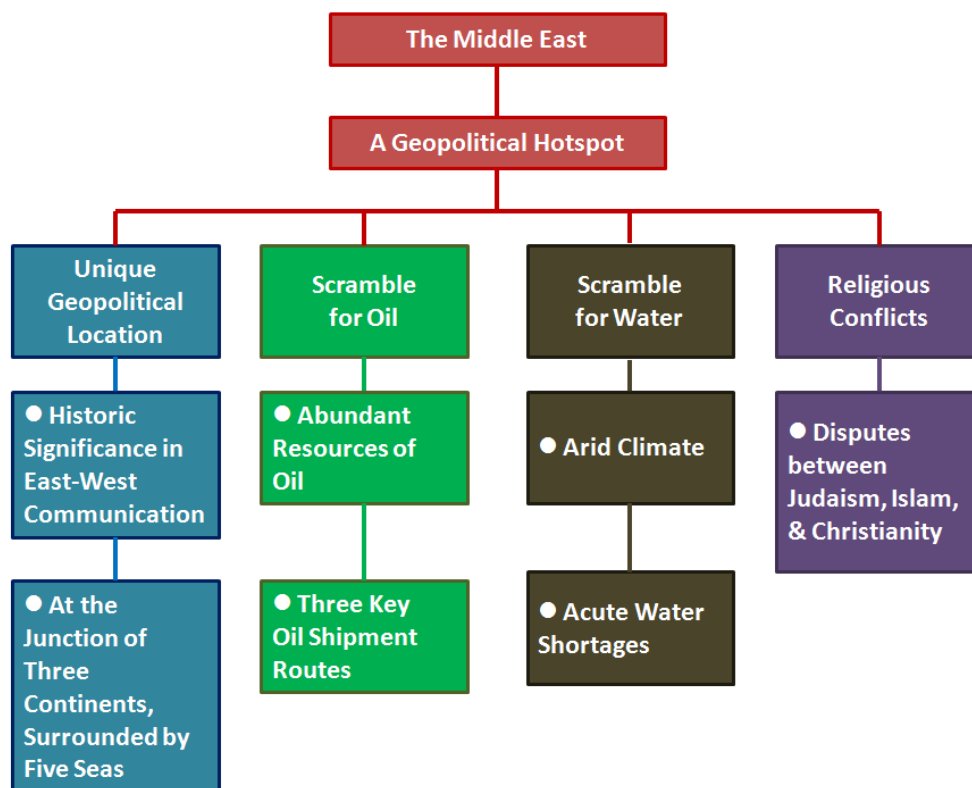 The Middle East
A Geopolitical Hotspot
Unique
Geopolitical
Location
● Historic
Significance in
East-West
Communication
● At the
Junction of
Three
Continents,
Surrounded by
Five Seas
Scramble
for Oil
● Abundant
Resources of
Oil
● Three Key
Oil Shipment
Routes
Scramble
for Water
● Arid Climate
● Acute Water
Shortages
Religious
Conflicts
● Disputes
between
Judaism, Islam,
& Christianity